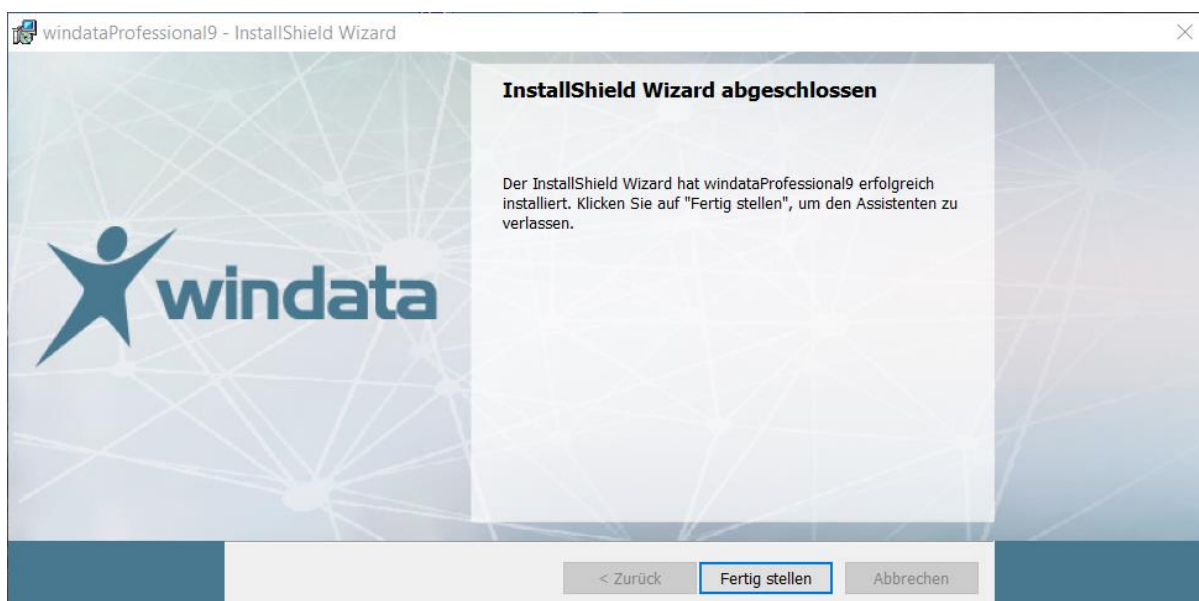 windataProfessional9 - InstallShield Wizard
InstallShield Wizard abgeschlossen
Der InstallShield Wizard hat windataProfessional9 erfolgreich
installiert. Klicken Sie auf "Fertig stellen", um den Assistenten zu
verlassen.
windata
< Zurück
Fertig stellen
Abbrechen